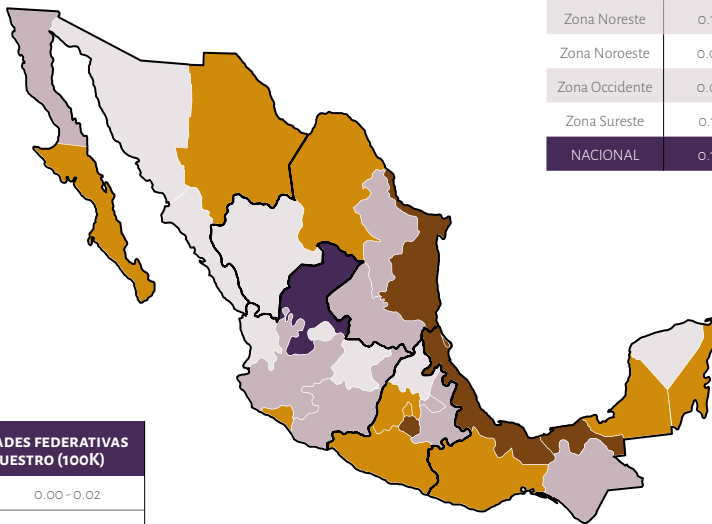 Zona Noreste
Zona Noroeste
Zona Occidente
Zona Sureste
NACIONAL
ADES FEDERATIVAS
UESTRO (100K)
0.00 - 0.02